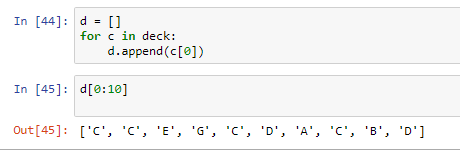 In [44]: d = []
for c in deck:
    d.append(c[0])
In [45]: d[0:10]
Out[45]: ['C', 'C', 'E', 'G', 'C', 'D', 'A', 'C', 'B', 'D']